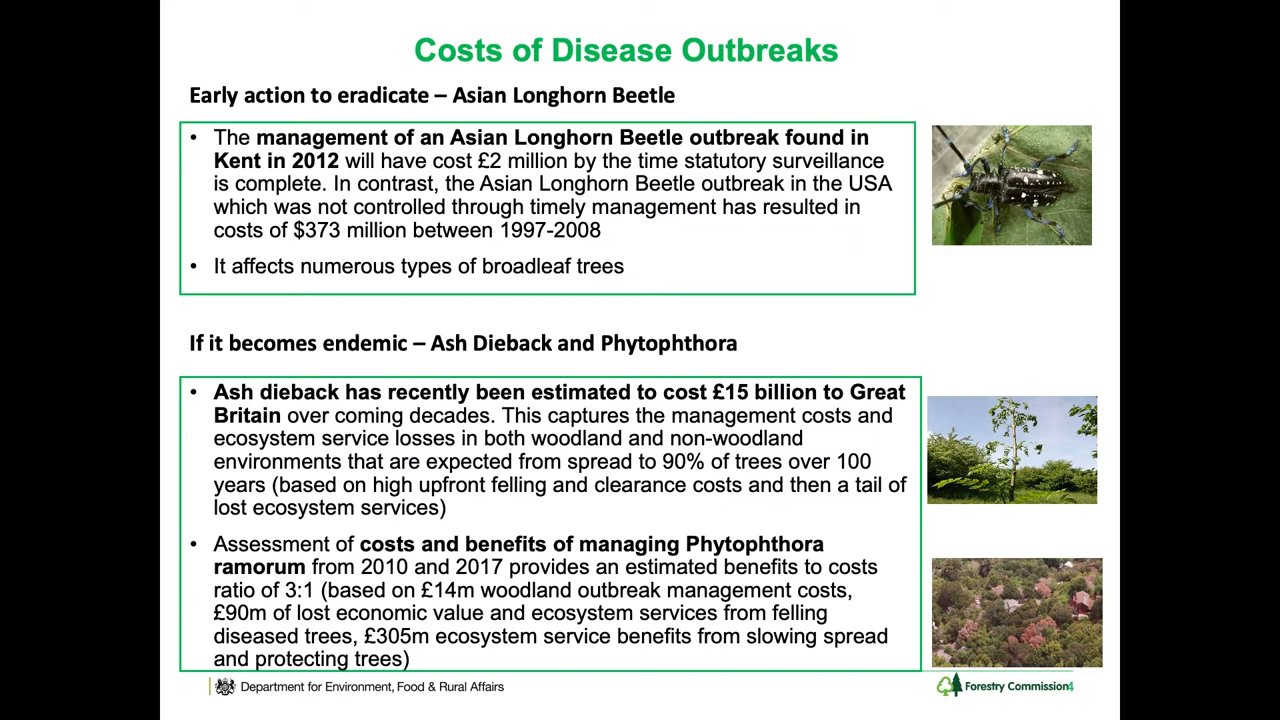 Costs of Disease Outbreaks
Early action to eradicate – Asian Longhorn Beetle
• The management of an Asian Longhorn Beetle outbreak found in
Kent in 2012 will have cost £2 million by the time statutory surveillance
is complete. In contrast, the Asian Longhorn Beetle outbreak in the USA
which was not controlled through timely management has resulted in
costs of $373 million between 1997-2008
• It affects numerous types of broadleaf trees
If it becomes endemic – Ash Dieback and Phytophthora
• Ash dieback has recently been estimated to cost £15 billion to Great
Britain over coming decades. This captures the management costs and
ecosystem service losses in both woodland and non-woodland
environments that are expected from spread to 90% of trees over 100
years (based on high upfront felling and clearance costs and then a tail of
lost ecosystem services)
• Assessment of costs and benefits of managing Phytophthora
ramorum from 2010 and 2017 provides an estimated benefits to costs
ratio of 3:1 (based on £14m woodland outbreak management costs,
£90m of lost economic value and ecosystem services from felling
diseased trees, £305m ecosystem service benefits from slowing spread
and protecting trees)
Department for Environment, Food & Rural Affairs
Forestry Commission
4